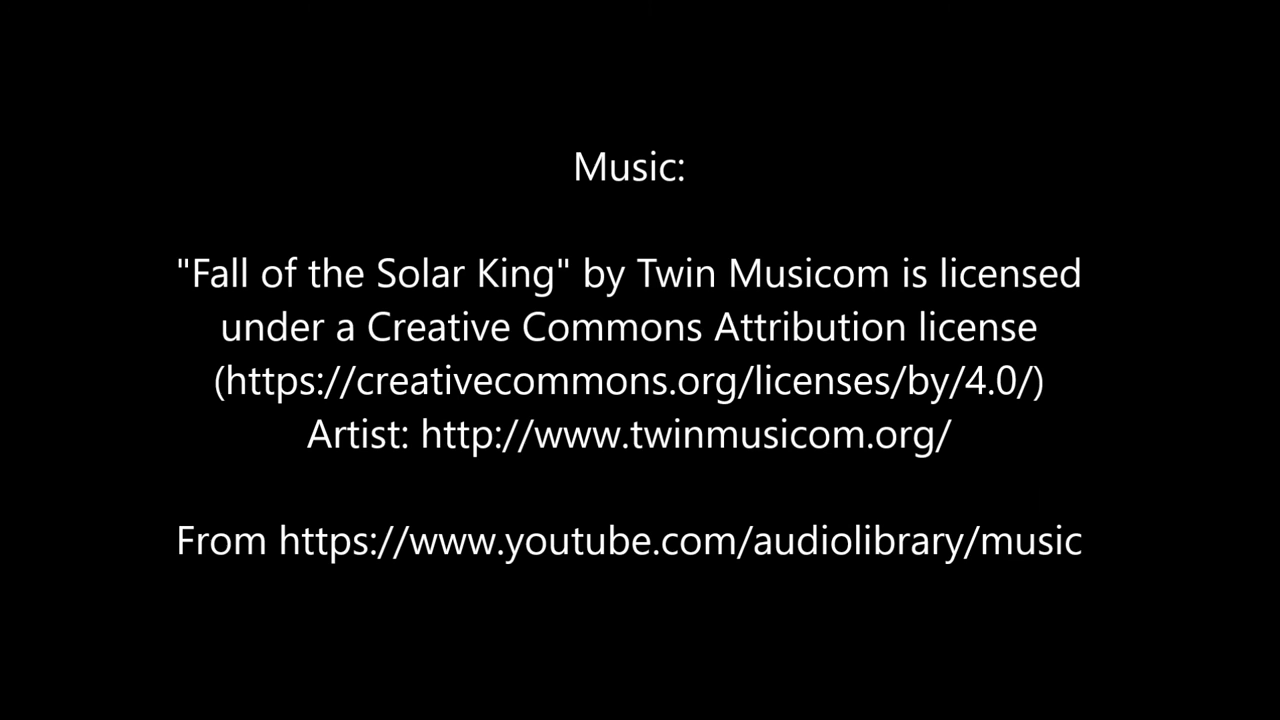 Music:
"Fall of the Solar King" by Twin Musicom is licensed
under a Creative Commons Attribution license
(https://creativecommons.org/licenses/by/4.0/)
Artist: http://www.twinmusicom.org/
From https://www.youtube.com/audiolibrary/music